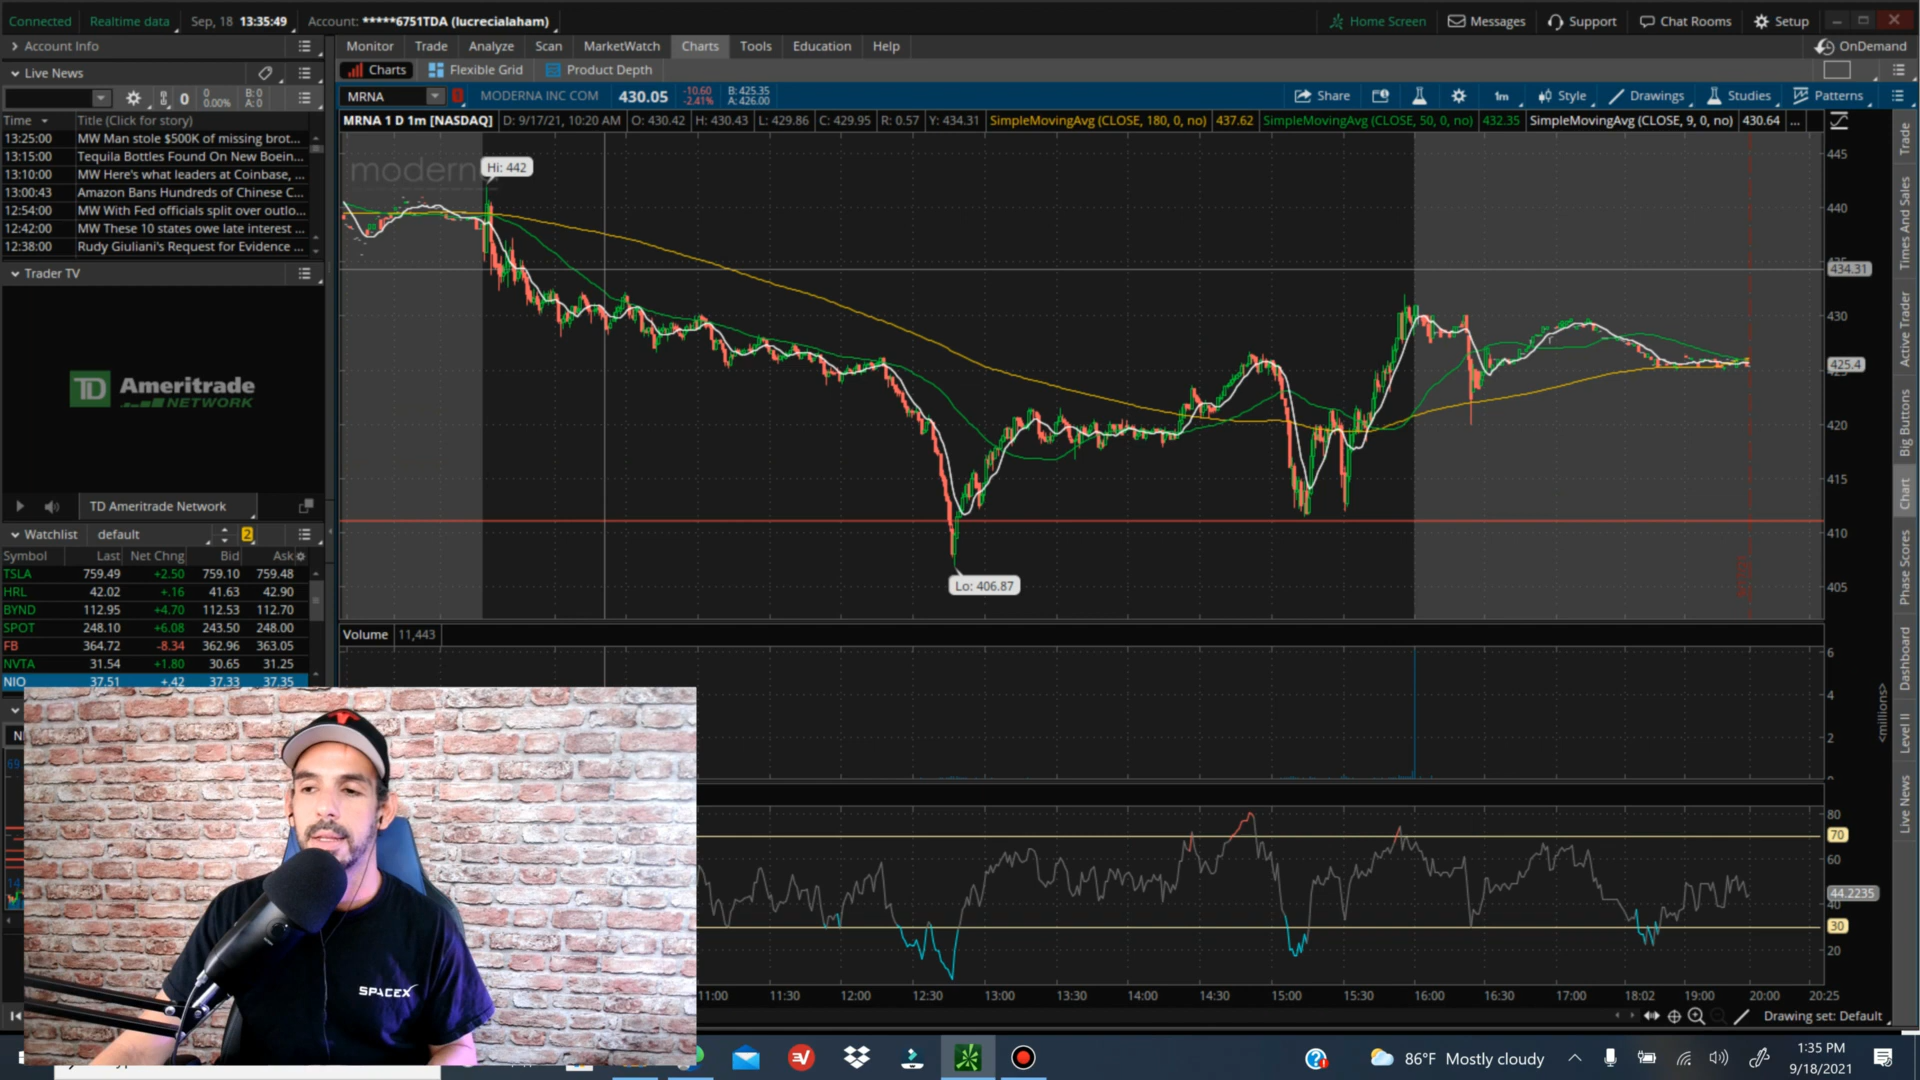 Connected Realtime data Sep, 18 13:35:49 Account: *****6751TDA (lucrecialaham) Home Screen Messages Support Chat Rooms Setup
Account Info
Monitor Trade Analyze Scan MarketWatch Charts Tools Education Help OnDemand
Live News
Charts Flexible Grid Product Depth
0 0 0.00% B: 0 A: 0
MRNA MODERNA INC COM 430.05 -10.60 -2.41% B: 425.35 A: 426.00 Share 1m Style Drawings Studies Patterns
Time Title (Click for story)
13:25:00 MW Man stole $500K of missing brot...
13:15:00 Tequila Bottles Found On New Boein...
13:10:00 MW Here's what leaders at Coinbase, ...
13:00:43 Amazon Bans Hundreds of Chinese C...
12:54:00 MW With Fed officials split over outlo...
12:42:00 MW These 10 states owe late interest ...
12:38:00 Rudy Giuliani's Request for Evidence ...
MRNA 1 D 1m [NASDAQ] D: 9/17/21, 10:20 AM O: 430.42 H: 430.43 L: 429.86 C: 429.95 R: 0.57 Y: 434.31 SimpleMovingAvg (CLOSE, 180, 0, no) 437.62 SimpleMovingAvg (CLOSE, 50, 0, no) 432.35 SimpleMovingAvg (CLOSE, 9, 0, no) 430.64 ...
modern
Hi: 442
Lo: 406.87
445
440
434.31
430
425.4
420
415
410
405
Trader TV
TD Ameritrade
NETWORK
TD Ameritrade Network
Watchlist default 2
Symbol Last Net Chng Bid Ask
TSLA 759.49 +2.50 759.10 759.48
HRL 42.02 +.16 41.63 42.90
BYND 112.95 +4.70 112.53 112.70
SPOT 248.10 +6.08 243.50 248.00
FB 364.72 -8.34 362.96 363.05
NVTA 31.54 +1.80 30.65 31.25
NIO 37.51 +.42 37.33 37.35
Volume 11,443
6
4
2
<millions>
80
70
60
44.2235
40
30
20
11:00 11:30 12:00 12:30 13:00 13:30 14:00 14:30 15:00 15:30 16:00 16:30 17:00 18:02 19:00 20:00 20:25
Drawing set: Default
Trade
Times And Sales
Active Trader
Big Buttons
Chart
Phase Scores
Dashboard
Level II
Live News
SPACEX
86°F Mostly cloudy
1:35 PM
9/18/2021